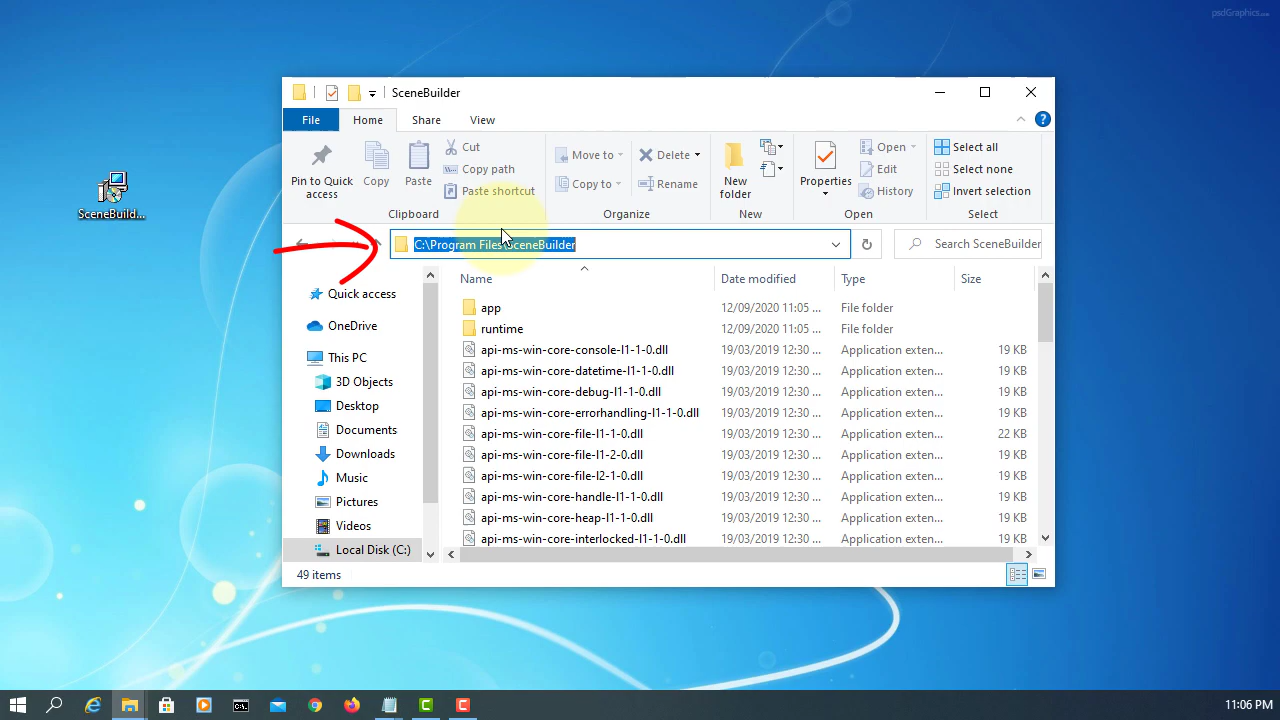 psdGraphics.com
SceneBuilder
File Home Share View
Pin to Quick access
Copy
Paste
Cut
Copy path
Paste shortcut
Clipboard
Move to
Copy to
Delete
Rename
Organize
New folder
New
Properties
Open
Edit
History
Open
Select all
Select none
Invert selection
Select
SceneBuild...
C:\Program Files\SceneBuilder
Search SceneBuilder
Quick access
OneDrive
This PC
3D Objects
Desktop
Documents
Downloads
Music
Pictures
Videos
Local Disk (C:)
Name Date modified Type Size
app 12/09/2020 11:05 ... File folder
runtime 12/09/2020 11:05 ... File folder
api-ms-win-core-console-l1-1-0.dll 19/03/2019 12:30 ... Application exten... 19 KB
api-ms-win-core-datetime-l1-1-0.dll 19/03/2019 12:30 ... Application exten... 19 KB
api-ms-win-core-debug-l1-1-0.dll 19/03/2019 12:30 ... Application exten... 19 KB
api-ms-win-core-errorhandling-l1-1-0.dll 19/03/2019 12:30 ... Application exten... 19 KB
api-ms-win-core-file-l1-1-0.dll 19/03/2019 12:30 ... Application exten... 22 KB
api-ms-win-core-file-l1-2-0.dll 19/03/2019 12:30 ... Application exten... 19 KB
api-ms-win-core-file-l2-1-0.dll 19/03/2019 12:30 ... Application exten... 19 KB
api-ms-win-core-handle-l1-1-0.dll 19/03/2019 12:30 ... Application exten... 19 KB
api-ms-win-core-heap-l1-1-0.dll 19/03/2019 12:30 ... Application exten... 19 KB
api-ms-win-core-interlocked-l1-1-0.dll 19/03/2019 12:30 ... Application exten... 19 KB
49 items
11:06 PM